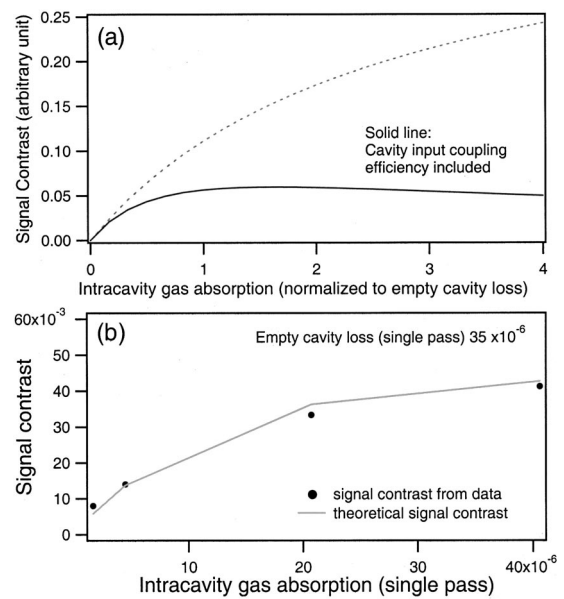 (a)
Signal Contrast (arbitrary unit)
0.25
0.20
0.15
0.10
0.05
0.00
Solid line:
Cavity input coupling
efficiency included
0 1 2 3 4
Intracavity gas absorption (normalized to empty cavity loss)
(b)
Signal contrast
60x10-3
50
40
30
20
10
0
Empty cavity loss (single pass) 35 x10-6
signal contrast from data
theoretical signal contrast
10 20 30 40x10-6
Intracavity gas absorption (single pass)